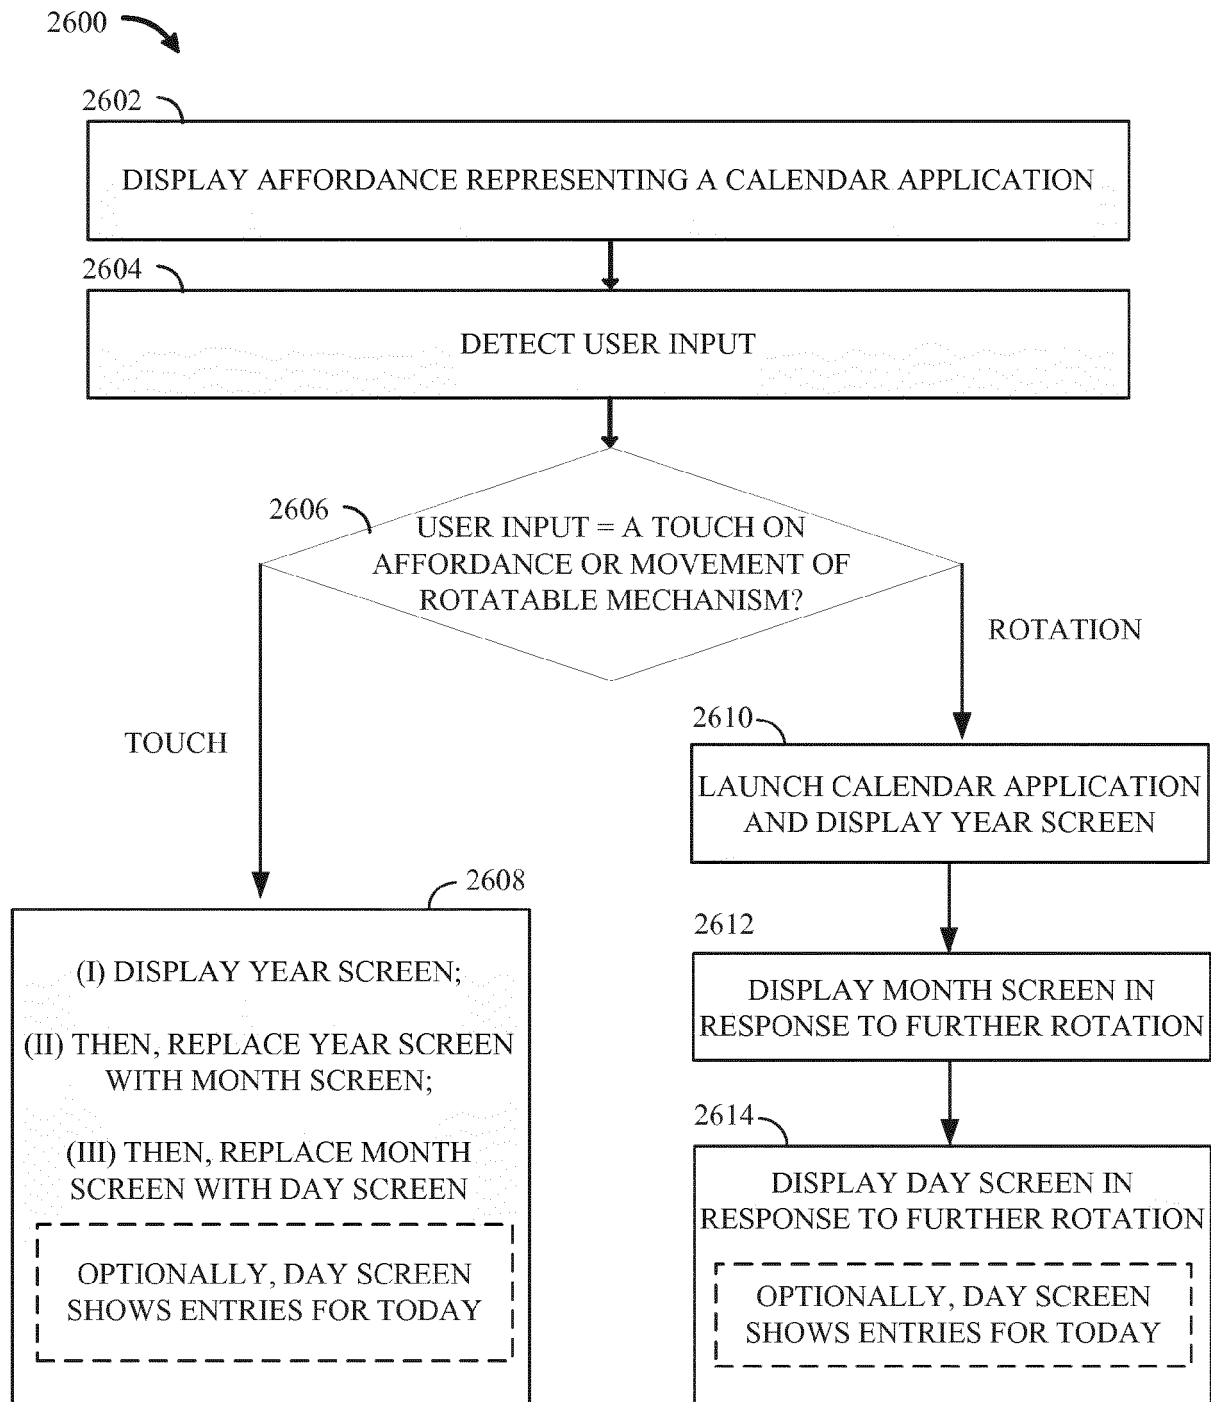 2600
2602
DISPLAY AFFORDANCE REPRESENTING A CALENDAR APPLICATION
2604
DETECT USER INPUT
2606
USER INPUT = A TOUCH ON
AFFORDANCE OR MOVEMENT OF
ROTATABLE MECHANISM?
TOUCH
ROTATION
2608
(I) DISPLAY YEAR SCREEN;
(II) THEN, REPLACE YEAR SCREEN
WITH MONTH SCREEN;
(III) THEN, REPLACE MONTH
SCREEN WITH DAY SCREEN
OPTIONALLY, DAY SCREEN
SHOWS ENTRIES FOR TODAY
2610
LAUNCH CALENDAR APPLICATION
AND DISPLAY YEAR SCREEN
2612
DISPLAY MONTH SCREEN IN
RESPONSE TO FURTHER ROTATION
2614
DISPLAY DAY SCREEN IN
RESPONSE TO FURTHER ROTATION
OPTIONALLY, DAY SCREEN
SHOWS ENTRIES FOR TODAY